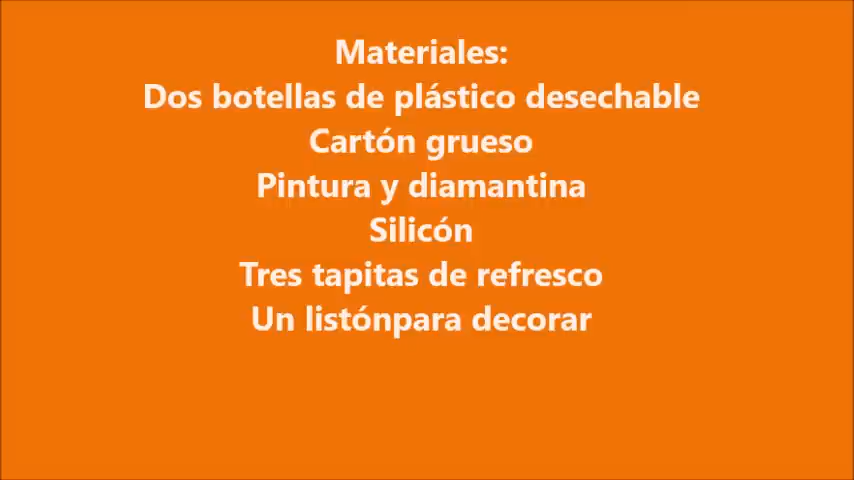 Materiales:
Dos botellas de plástico desechable
Cartón grueso
Pintura y diamantina
Silicón
Tres tapitas de refresco
Un listónpara decorar